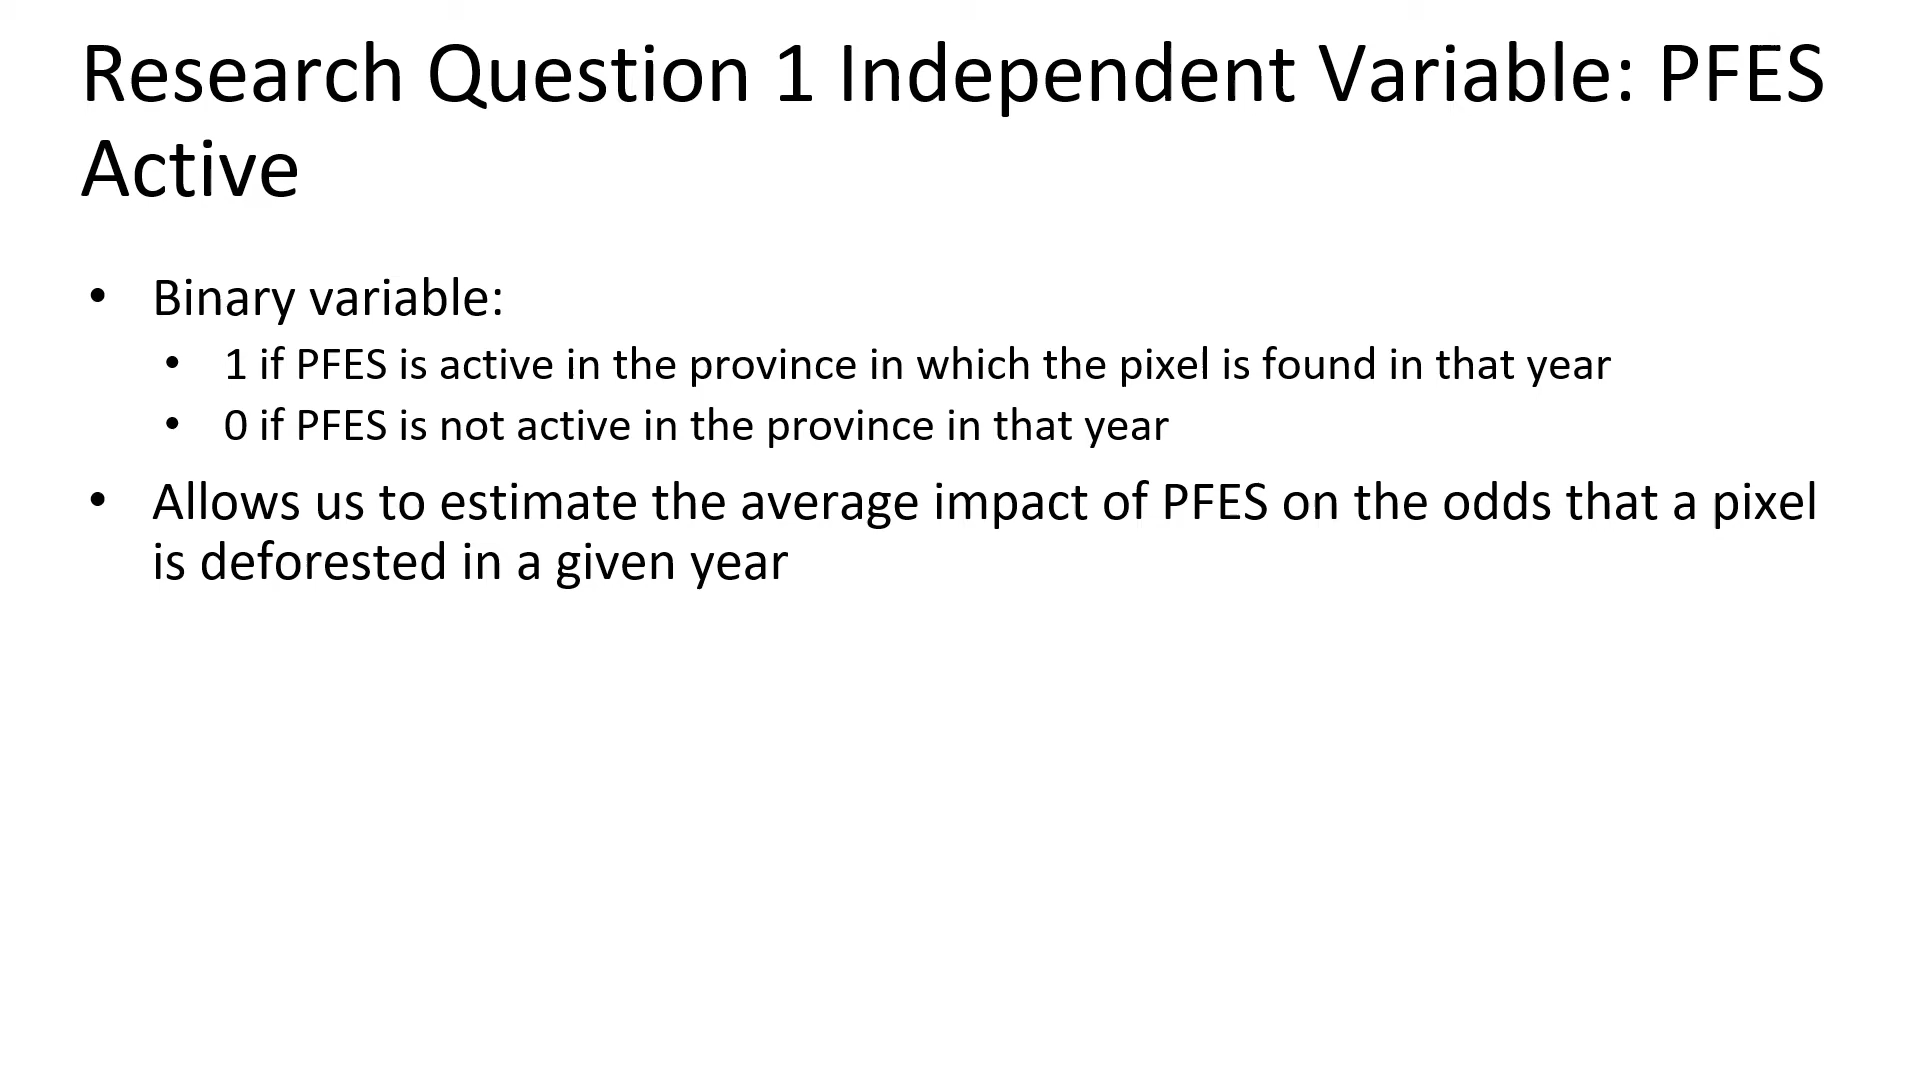 Research Question 1 Independent Variable: PFES
Active
• Binary variable:
• 1 if PFES is active in the province in which the pixel is found in that year
• 0 if PFES is not active in the province in that year
• Allows us to estimate the average impact of PFES on the odds that a pixel
is deforested in a given year